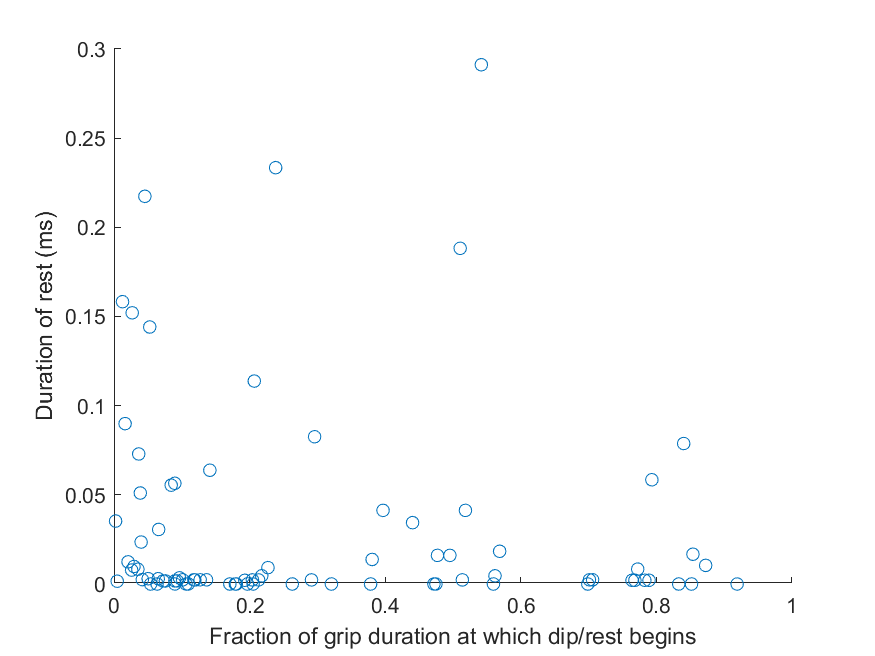 0.3
0.25
0.2
0.15
0.1
0.05
0
0 0.2 0.4 0.6 0.8 1
Duration of rest (ms)
Fraction of grip duration at which dip/rest begins